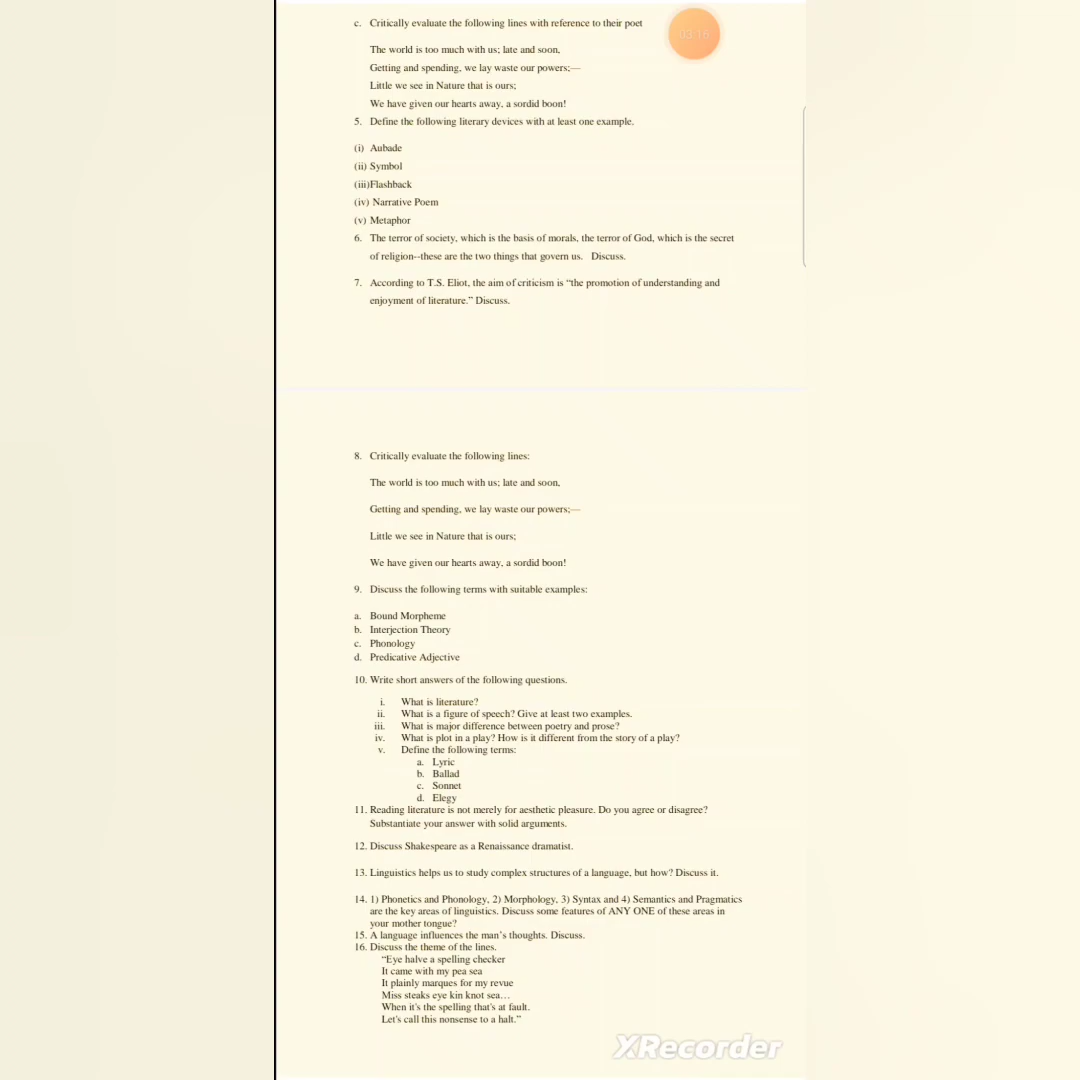 c. Critically evaluate the following lines with reference to their poet
03:16
The world is too much with us; late and soon,
Getting and spending, we lay waste our powers;—
Little we see in Nature that is ours;
We have given our hearts away, a sordid boon!
5. Define the following literary devices with at least one example.
(i) Aubade
(ii) Symbol
(iii)Flashback
(iv) Narrative Poem
(v) Metaphor
6. The terror of society, which is the basis of morals, the terror of God, which is the secret
of religion--these are the two things that govern us. Discuss.
7. According to T.S. Eliot, the aim of criticism is “the promotion of understanding and
enjoyment of literature.” Discuss.
8. Critically evaluate the following lines:
The world is too much with us; late and soon,
Getting and spending, we lay waste our powers;—
Little we see in Nature that is ours;
We have given our hearts away, a sordid boon!
9. Discuss the following terms with suitable examples:
a. Bound Morpheme
b. Interjection Theory
c. Phonology
d. Predicative Adjective
10. Write short answers of the following questions.
i. What is literature?
ii. What is a figure of speech? Give at least two examples.
iii. What is major difference between poetry and prose?
iv. What is plot in a play? How is it different from the story of a play?
v. Define the following terms:
a. Lyric
b. Ballad
c. Sonnet
d. Elegy
11. Reading literature is not merely for aesthetic pleasure. Do you agree or disagree?
Substantiate your answer with solid arguments.
12. Discuss Shakespeare as a Renaissance dramatist.
13. Linguistics helps us to study complex structures of a language, but how? Discuss it.
14. 1) Phonetics and Phonology, 2) Morphology, 3) Syntax and 4) Semantics and Pragmatics
are the key areas of linguistics. Discuss some features of ANY ONE of these areas in
your mother tongue?
15. A language influences the man’s thoughts. Discuss.
16. Discuss the theme of the lines.
“Eye halve a spelling checker
It came with my pea sea
It plainly marques for my revue
Miss steaks eye kin knot sea…
When it's the spelling that's at fault.
Let's call this nonsense to a halt.”
XRecorder